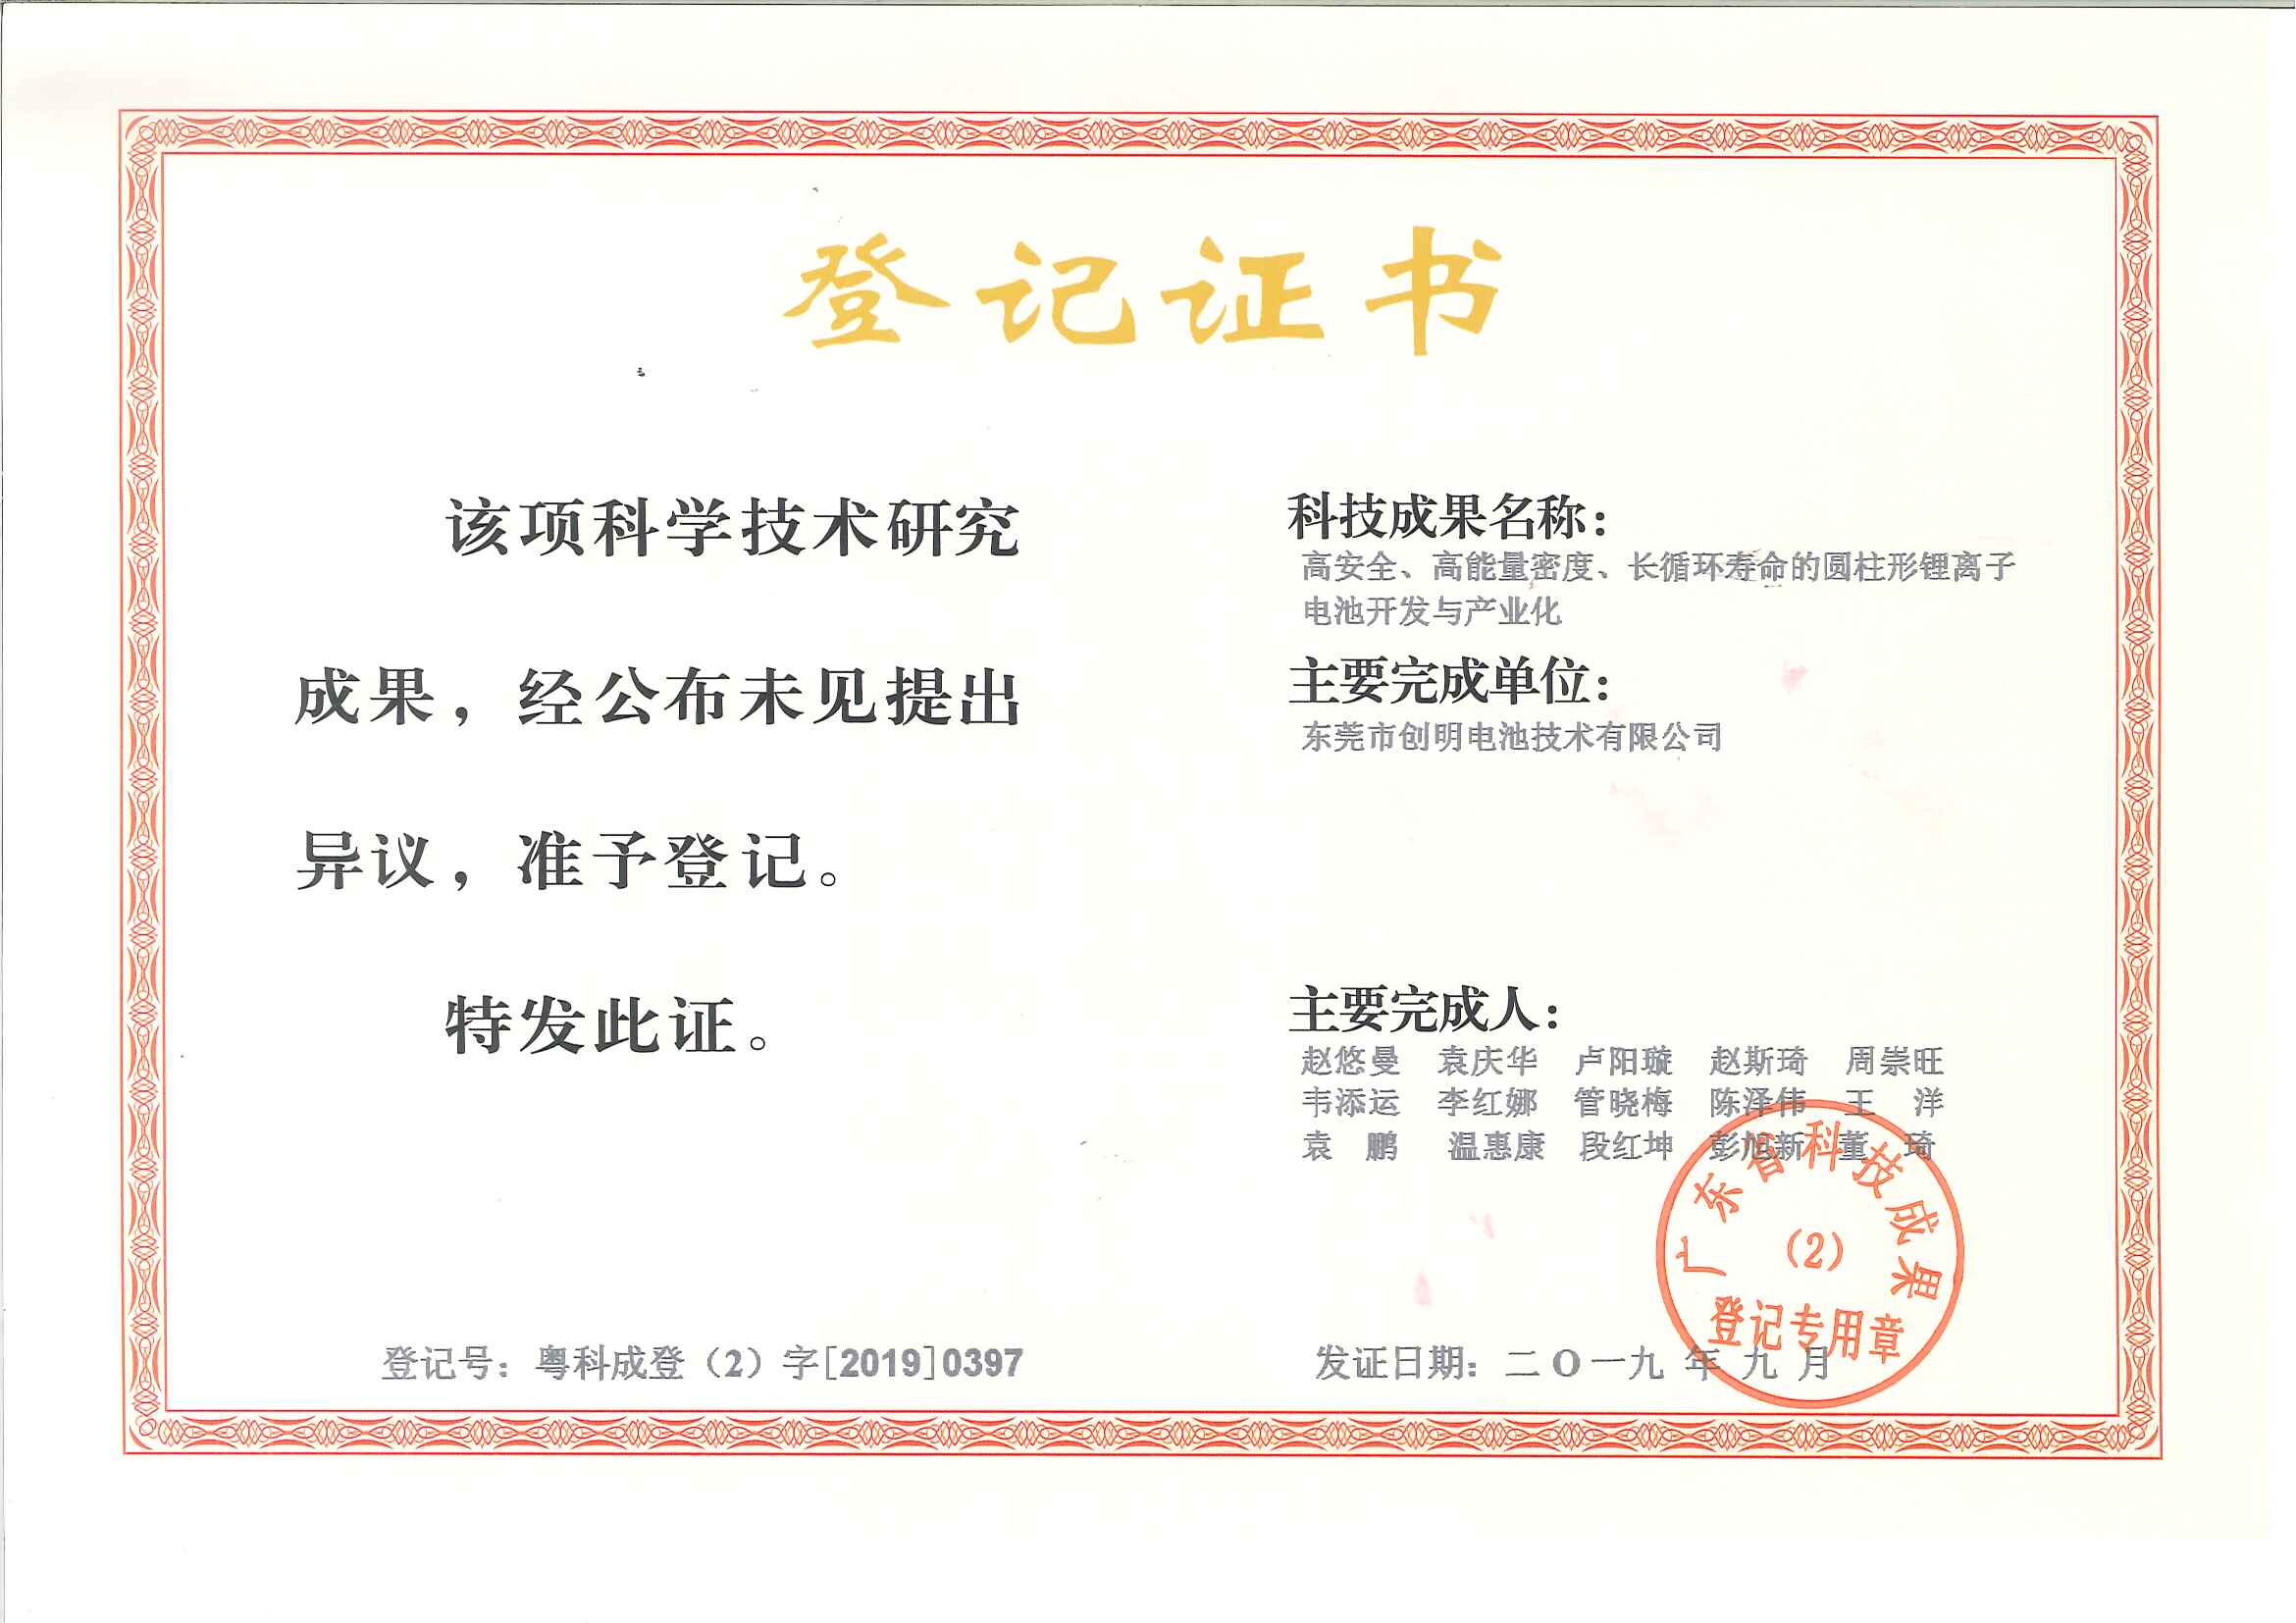 登记证书
该项科学技术研究
成果，经公布未见提出
异议，准予登记。
特发此证。
科技成果名称：
高安全、高能量密度、长循环寿命的圆柱形锂离子
电池开发与产业化
主要完成单位：
东莞市创明电池技术有限公司
主要完成人：
赵悠曼 袁庆华 卢阳璇 赵斯琦 周崇旺
韦添运 李红娜 管晓梅 陈泽伟 王 洋
袁 鹏 温惠康 段红坤 彭旭新 董 琦
广东省科技成果
（2）
登记专用章
登记号：粤科成登（2）字[2019]0397
发证日期：二O一九 年 九 月